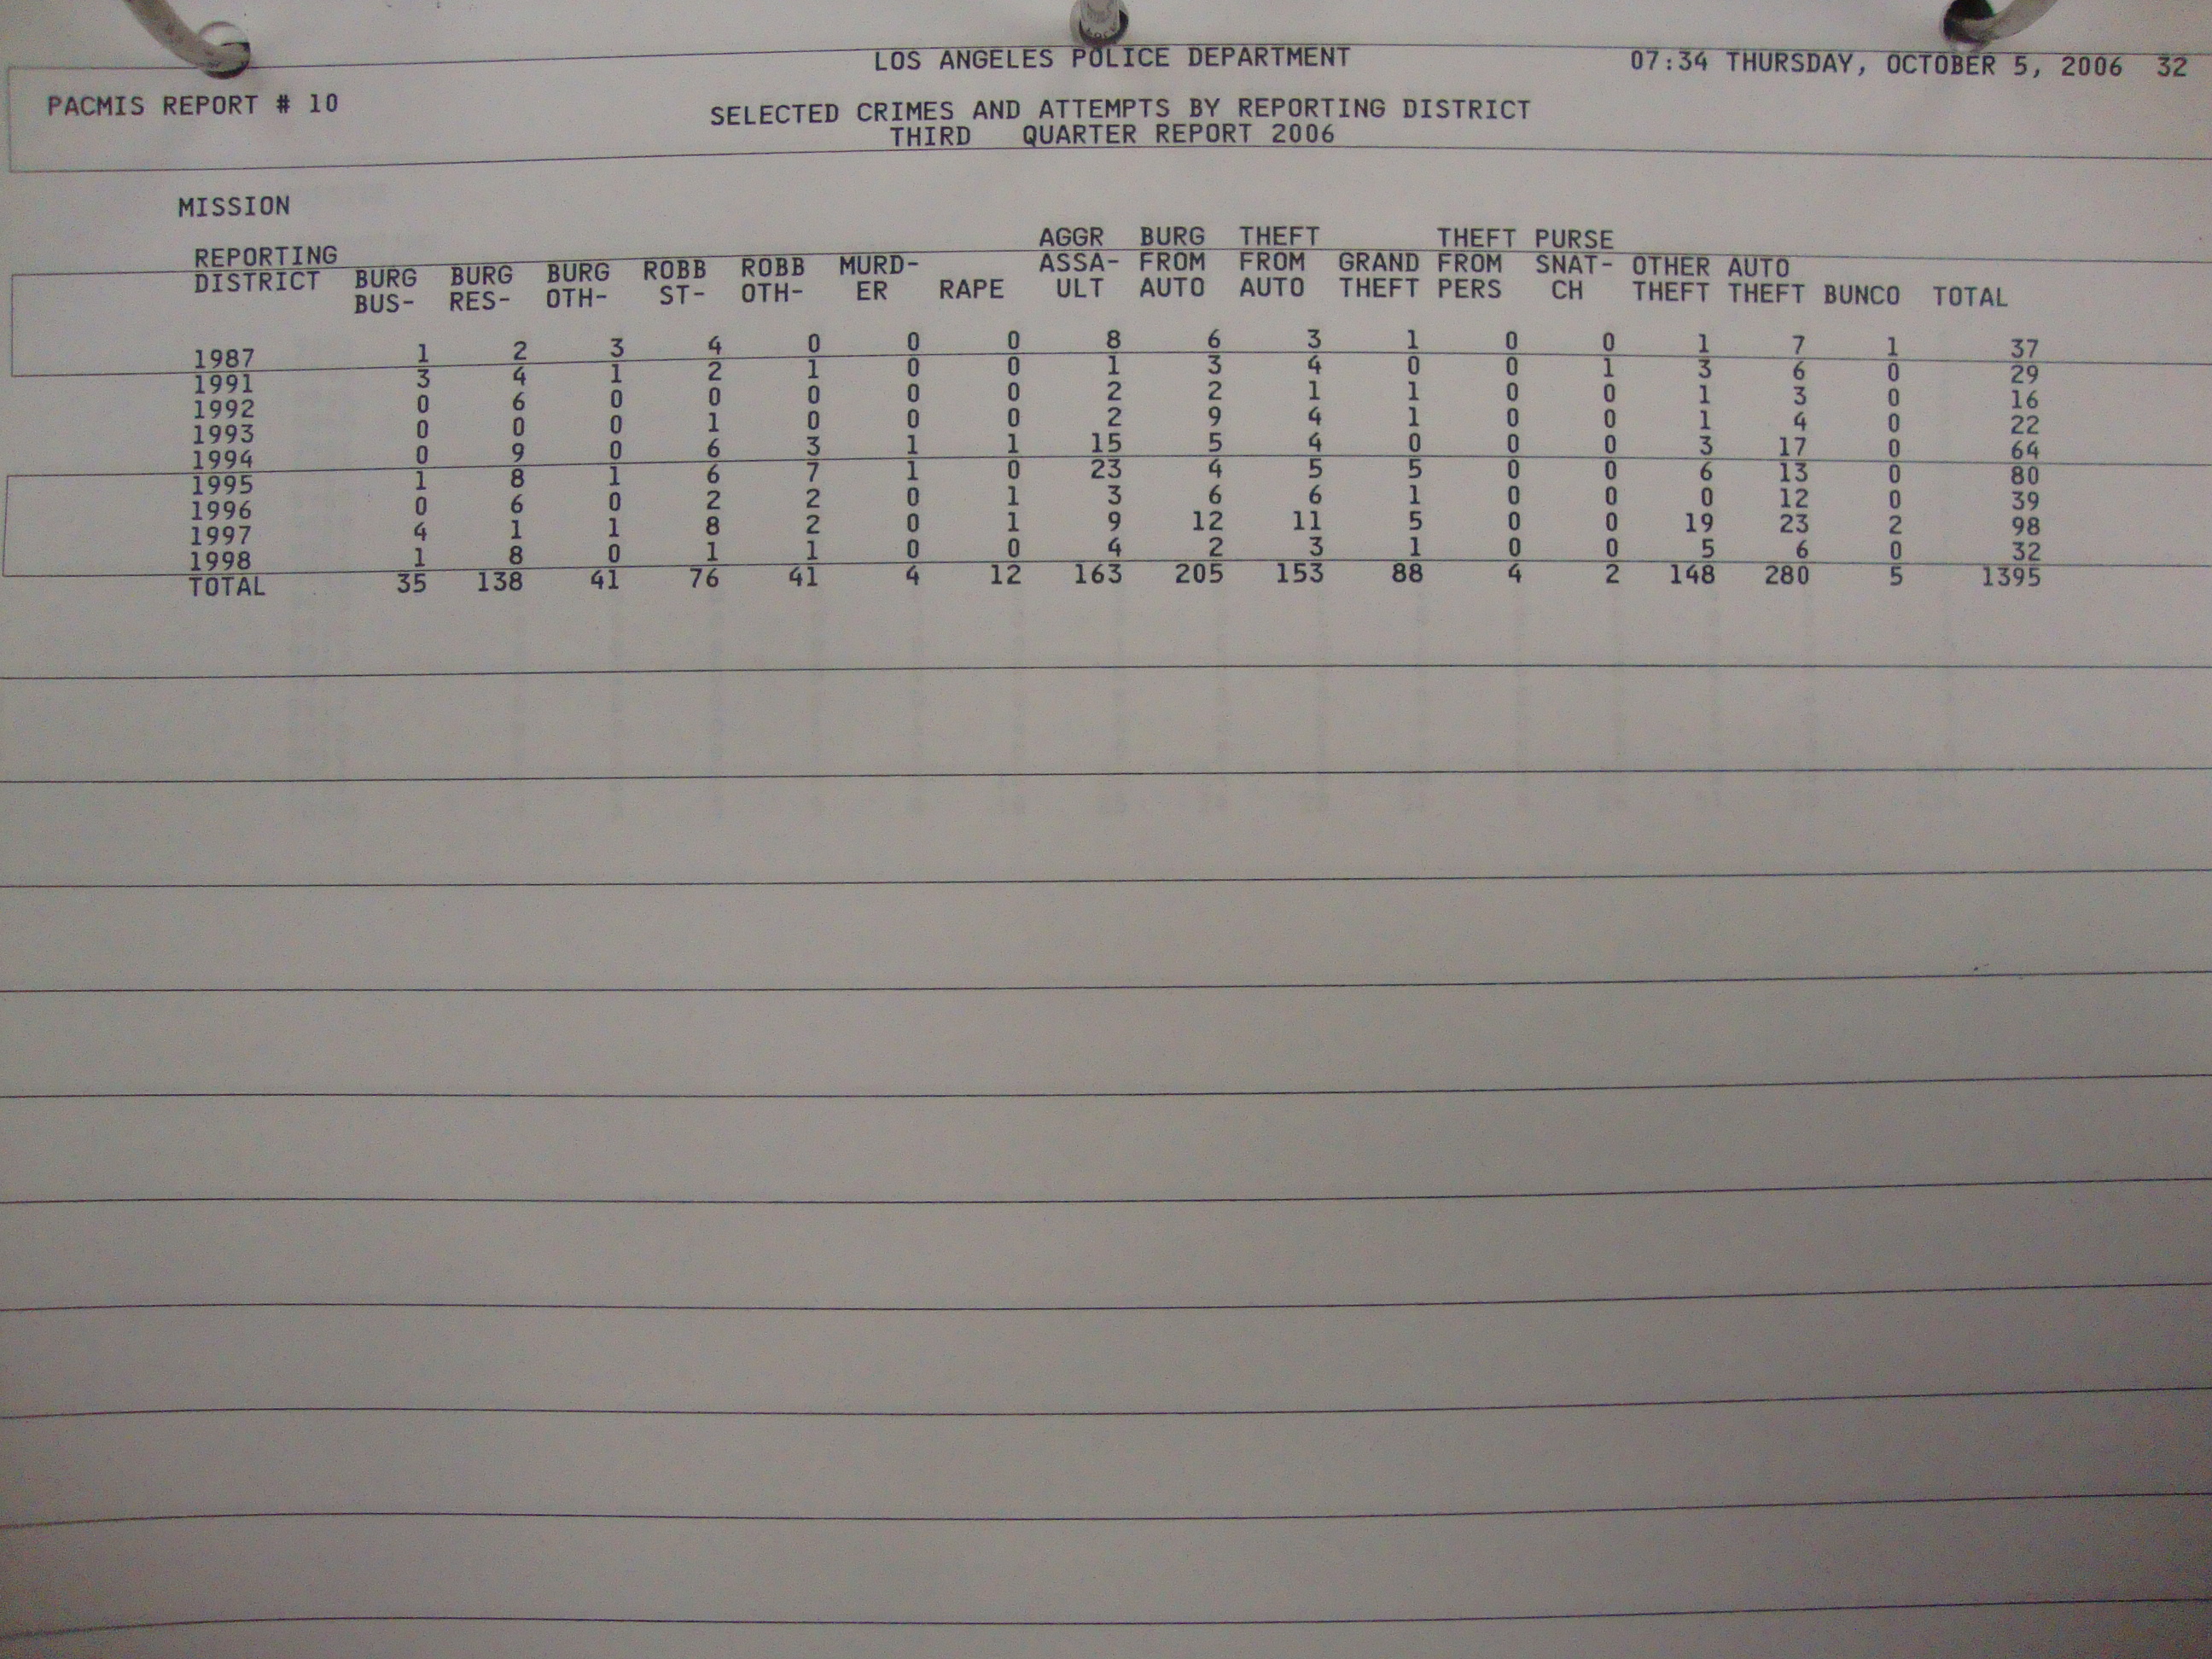 LOS ANGELES POLICE DEPARTMENT 07:34 THURSDAY, OCTOBER 5, 2006 32
PACMIS REPORT # 10
SELECTED CRIMES AND ATTEMPTS BY REPORTING DISTRICT
THIRD QUARTER REPORT 2006
MISSION
AGGR BURG THEFT THEFT PURSE
REPORTING BURG BURG BURG ROBB ROBB MURD- ASSA- FROM FROM GRAND FROM SNAT- OTHER AUTO
DISTRICT BUS- RES- OTH- ST- OTH- ER RAPE ULT AUTO AUTO THEFT PERS CH THEFT THEFT BUNCO TOTAL
1987 1 2 3 4 0 0 0 8 6 3 1 0 0 1 7 1 37
1991 3 4 1 2 1 0 0 1 3 4 0 0 1 3 6 0 29
1992 0 6 0 0 0 0 0 2 2 1 1 0 0 1 3 0 16
1993 0 0 0 1 0 0 0 2 9 4 1 0 0 1 4 0 22
1994 0 9 0 6 3 1 1 15 5 4 0 0 0 3 17 0 64
1995 1 8 1 6 7 1 0 23 4 5 5 0 0 6 13 0 80
1996 0 6 0 2 2 0 1 3 6 6 1 0 0 0 12 0 39
1997 4 1 1 8 2 0 1 9 12 11 5 0 0 19 23 2 98
1998 1 8 0 1 1 0 0 4 2 3 1 0 0 5 6 0 32
TOTAL 35 138 41 76 41 4 12 163 205 153 88 4 2 148 280 5 1395